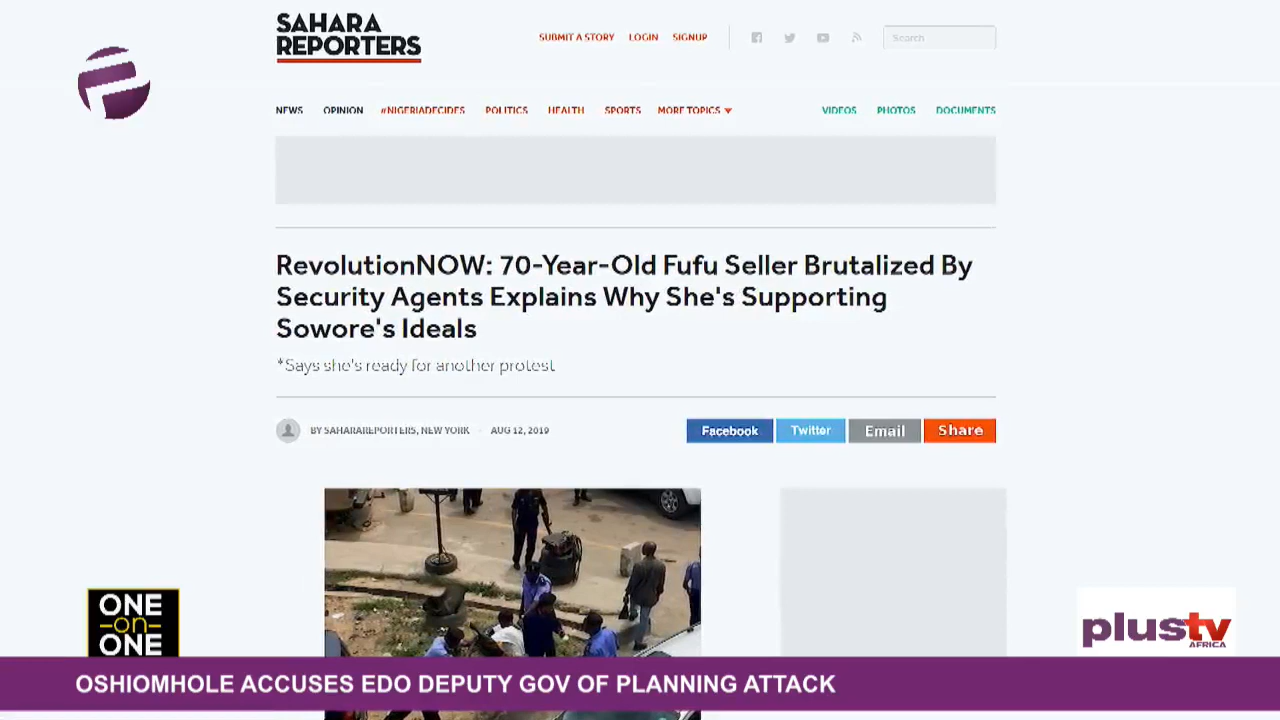 SAHARA
REPORTERS
SUBMIT A STORY LOGIN SIGNUP
Search
NEWS OPINION #NIGERIADECIDES POLITICS HEALTH SPORTS MORE TOPICS VIDEOS PHOTOS DOCUMENTS
RevolutionNOW: 70-Year-Old Fufu Seller Brutalized By
Security Agents Explains Why She's Supporting
Sowore's Ideals
*Says she's ready for another protest
BY SAHARAREPORTERS, NEW YORK AUG 12, 2019
Facebook Twitter Email Share
ONE
on
ONE
plustv
AFRICA
OSHIOMHOLE ACCUSES EDO DEPUTY GOV OF PLANNING ATTACK